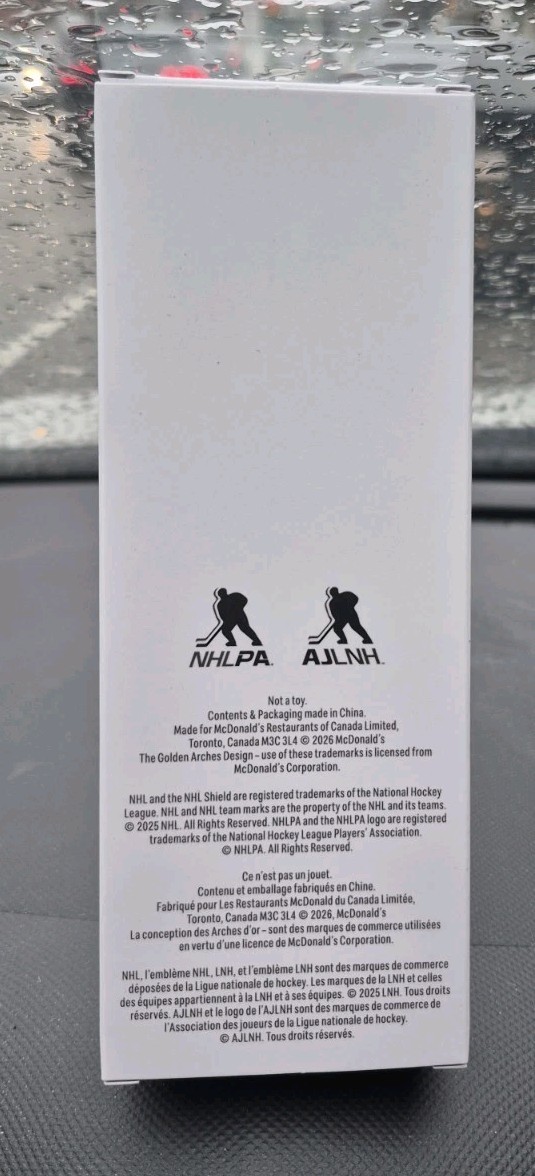 NHLPA. AJLNH.
Not a toy.
Contents & Packaging made in China.
Made for McDonald's Restaurants of Canada Limited,
Toronto, Canada M3C 3L4 © 2026 McDonald's
The Golden Arches Design – use of these trademarks is licensed from
McDonald's Corporation.
NHL and the NHL Shield are registered trademarks of the National Hockey
League. NHL and NHL team marks are the property of the NHL and its teams.
© 2025 NHL. All Rights Reserved. NHLPA and the NHLPA logo are registered
trademarks of the National Hockey League Players' Association.
© NHLPA. All Rights Reserved.
Ce n'est pas un jouet.
Contenu et emballage fabriqués en Chine.
Fabriqué pour Les Restaurants McDonald du Canada Limitée,
Toronto, Canada M3C 3L4 © 2026, McDonald's
La conception des Arches d'or – sont des marques de commerce utilisées
en vertu d'une licence de McDonald's Corporation.
NHL, l'emblème NHL, LNH, et l'emblème LNH sont des marques de commerce
déposées de la Ligue nationale de hockey. Les marques de la LNH et celles
des équipes appartiennent à la LNH et à ses équipes. © 2025 LNH. Tous droits
réservés. AJLNH et le logo de l'AJLNH sont des marques de commerce de
l'Association des joueurs de la Ligue nationale de hockey.
© AJLNH. Tous droits réservés.